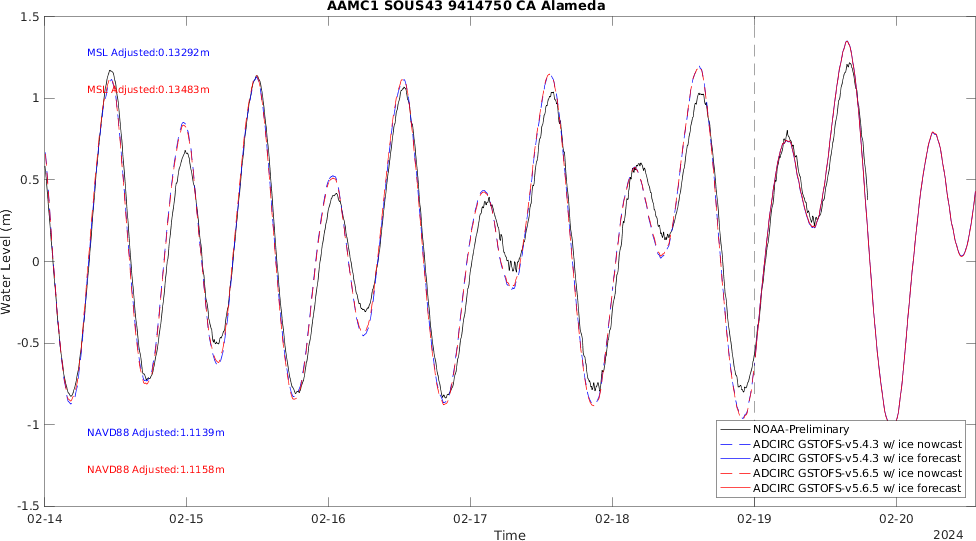 AAMC1 SOUS43 9414750 CA Alameda
1.5
1
0.5
0
-0.5
-1
-1.5
Water Level (m)
MSL Adjusted:0.13292m
MSL Adjusted:0.13483m
NAVD88 Adjusted:1.1139m
NAVD88 Adjusted:1.1158m
NOAA-Preliminary
ADCIRC GSTOFS-v5.4.3 w/ ice nowcast
ADCIRC GSTOFS-v5.4.3 w/ ice forecast
ADCIRC GSTOFS-v5.6.5 w/ ice nowcast
ADCIRC GSTOFS-v5.6.5 w/ ice forecast
02-14 02-15 02-16 02-17 02-18 02-19 02-20
Time
2024